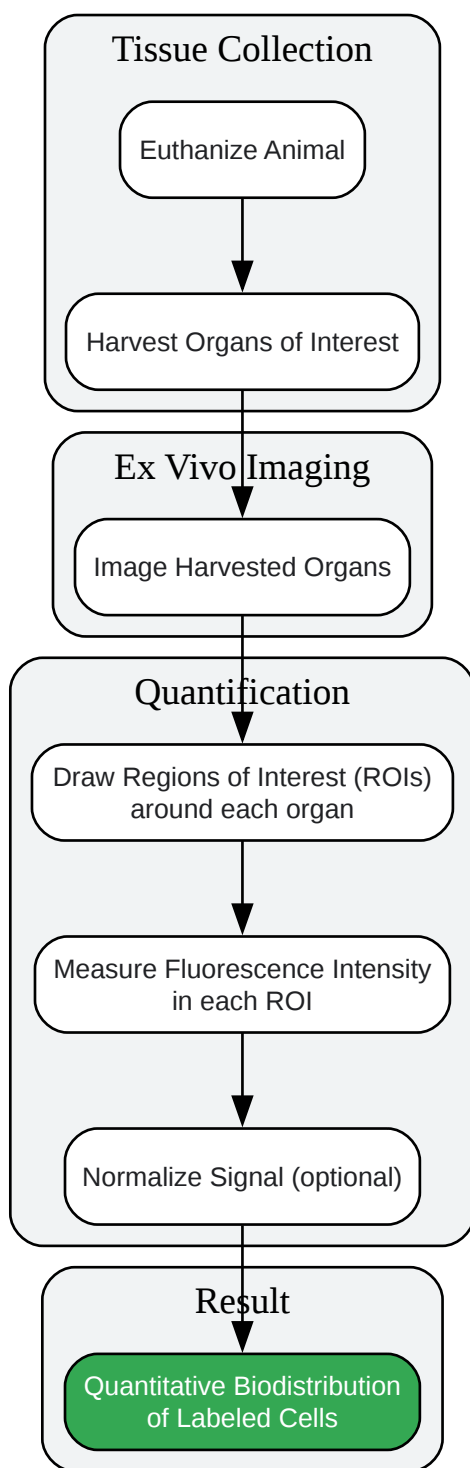 Tissue Collection
Euthanize Animal
Harvest Organs of Interest
Ex Vivo Imaging
Image Harvested Organs
Quantification
Draw Regions of Interest (ROIs)
around each organ
Measure Fluorescence Intensity
in each ROI
Normalize Signal (optional)
Result
Quantitative Biodistribution
of Labeled Cells